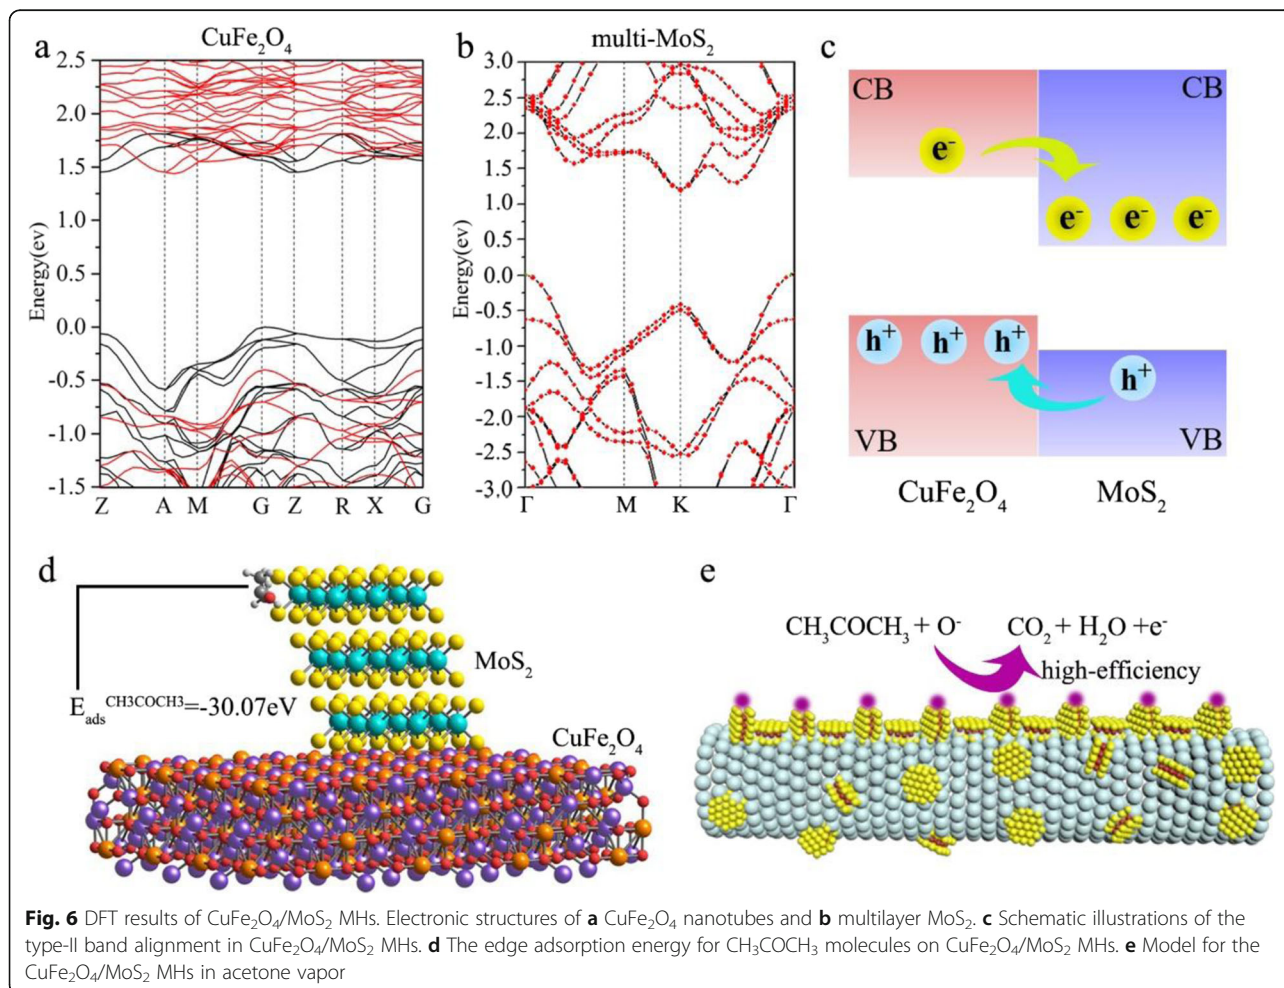 a
CuFe₂O₄
Energy(ev)
2.5
2.0
1.5
1.0
0.5
0.0
-0.5
-1.0
-1.5
Z A M G Z R X G
b
multi-MoS₂
Energy(ev)
3.0
2.5
2.0
1.5
1.0
0.5
0.0
-0.5
-1.0
-1.5
-2.0
-2.5
-3.0
Γ M K Γ
c
CB CB
e⁻
e⁻ e⁻ e⁻
h⁺ h⁺ h⁺
h⁺
VB VB
CuFe₂O₄ MoS₂
d
MoS₂
E_ads^CH3COCH3=-30.07eV
CuFe₂O₄
e
CH₃COCH₃ + O⁻ CO₂ + H₂O +e⁻
high-efficiency
Fig. 6 DFT results of CuFe₂O₄/MoS₂ MHs. Electronic structures of a CuFe₂O₄ nanotubes and b multilayer MoS₂. c Schematic illustrations of the
type-II band alignment in CuFe₂O₄/MoS₂ MHs. d The edge adsorption energy for CH₃COCH₃ molecules on CuFe₂O₄/MoS₂ MHs. e Model for the
CuFe₂O₄/MoS₂ MHs in acetone vapor